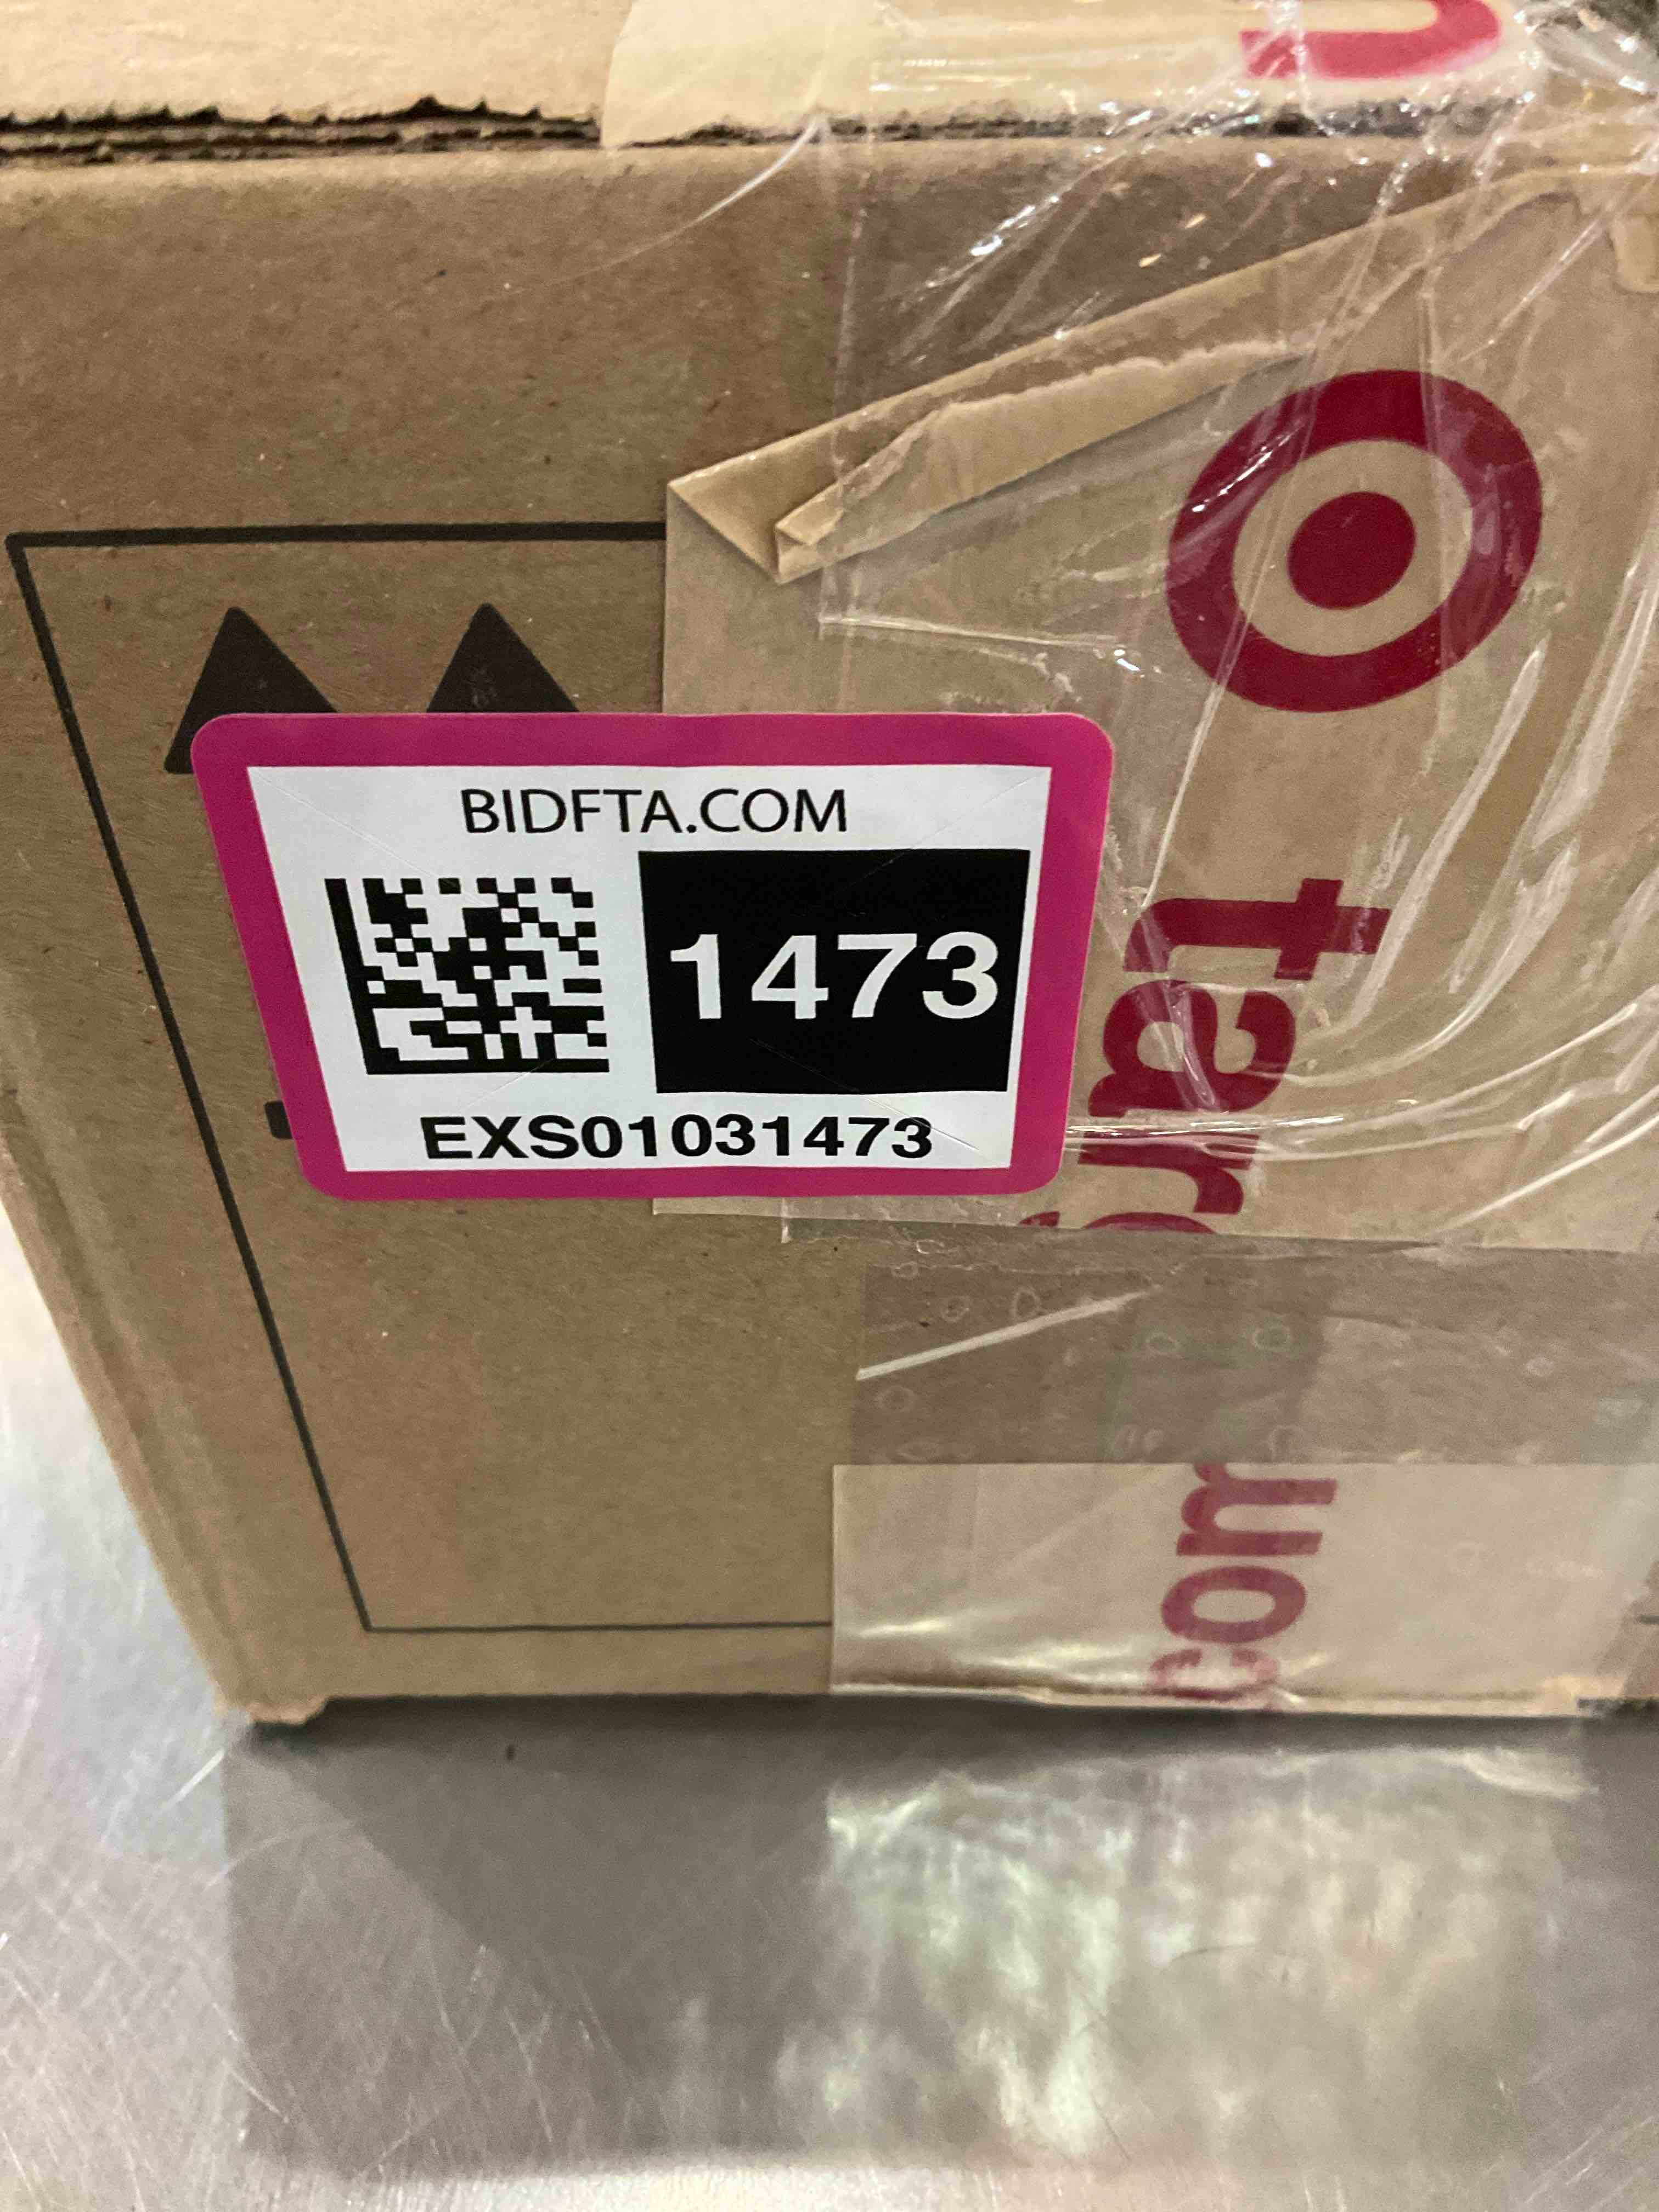 BIDFTA.COM
1473
EXS01031473
target
com